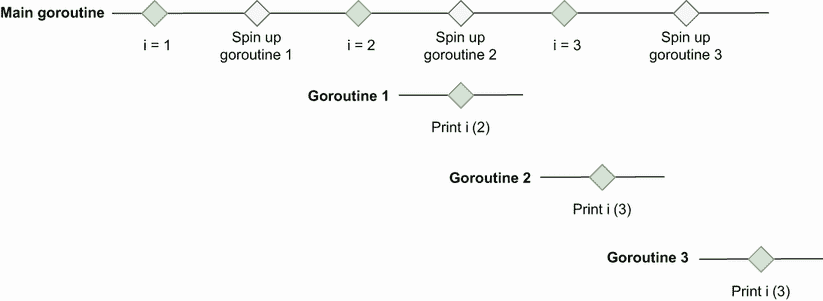 Main goroutine
i = 1
Spin up
goroutine 1
i = 2
Spin up
goroutine 2
i = 3
Spin up
goroutine 3
Goroutine 1
Print i (2)
Goroutine 2
Print i (3)
Goroutine 3
Print i (3)